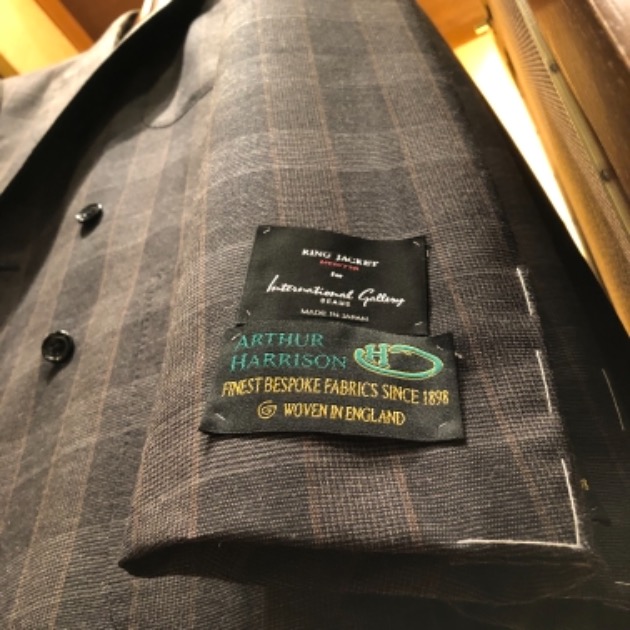 RING JACKET
MEISTER
for
International Gallery
BEAMS
MADE IN JAPAN
ARTHUR
HARRISON
H
FINEST BESPOKE FABRICS SINCE 1898
WOVEN IN ENGLAND